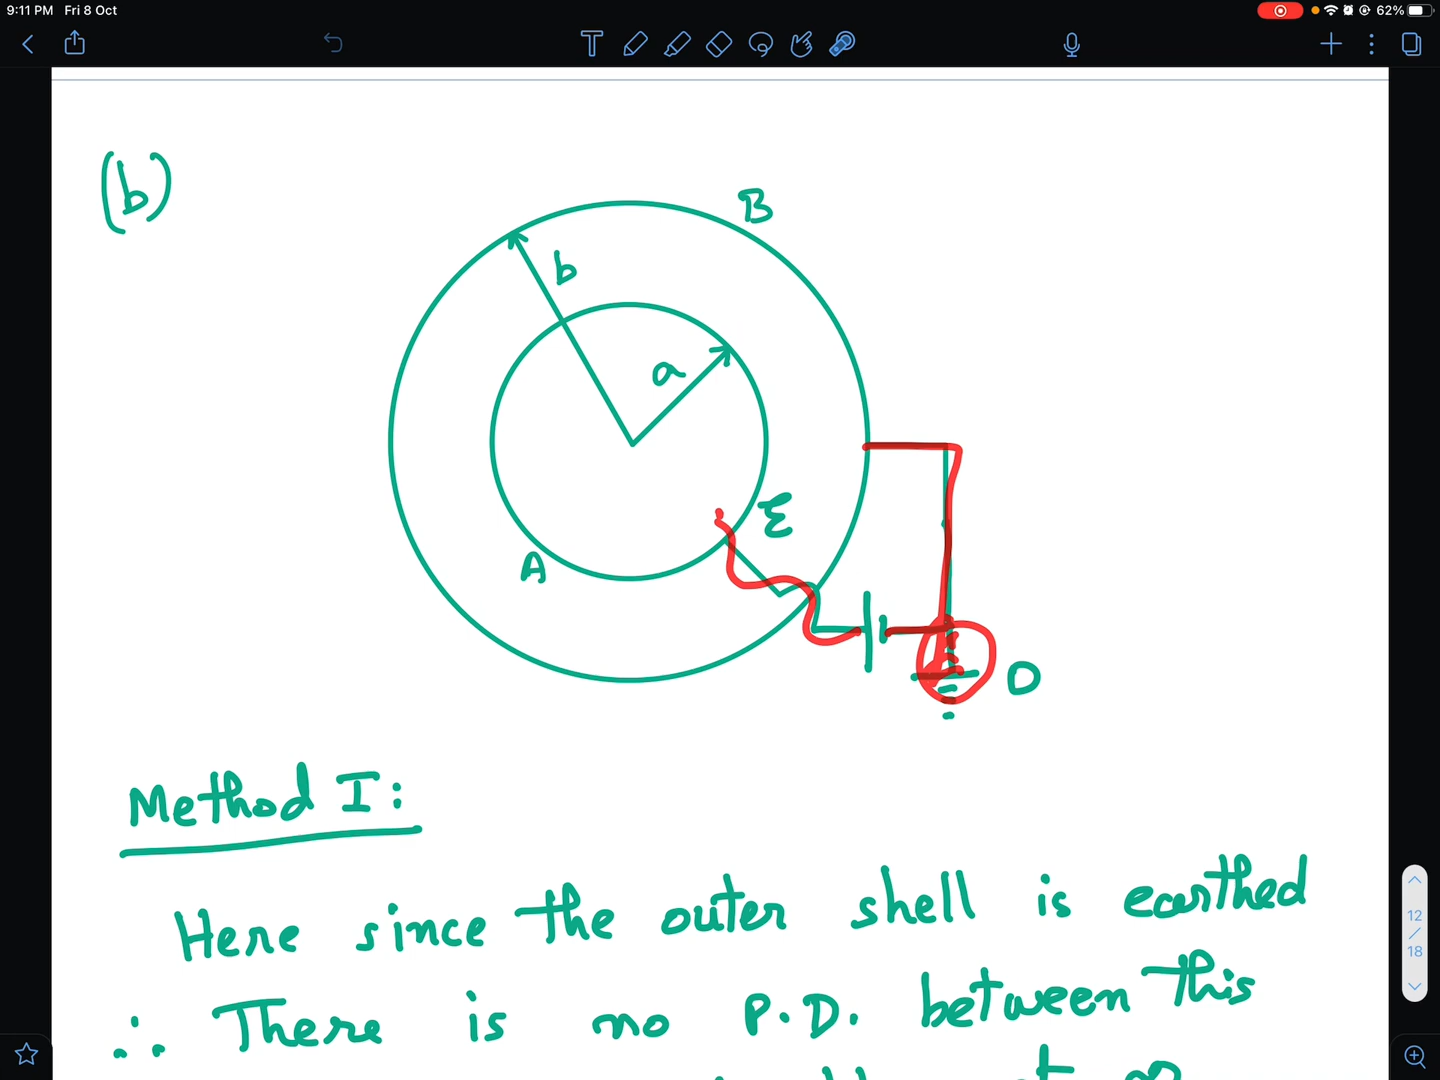 9:11 PM Fri 8 Oct
62%
(b)
B
b
a
E
A
O
Method I:
Here since the outer shell is earthed
∴ There is no P.D. between this
12
/
18